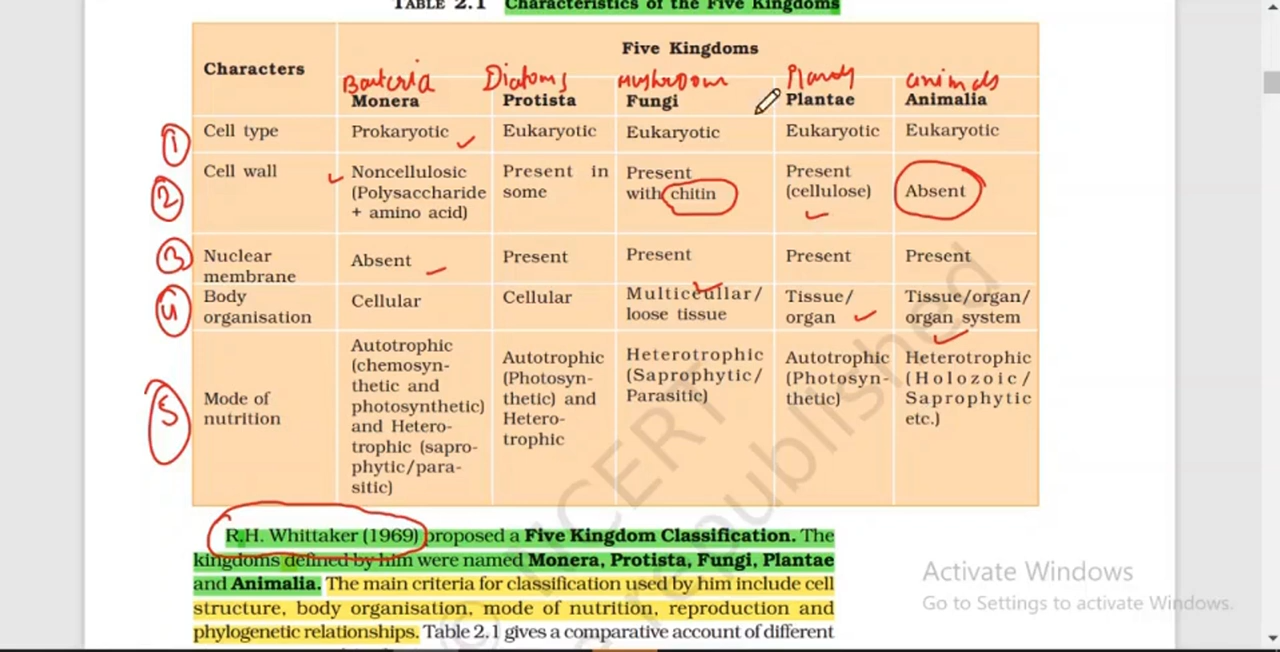 TABLE 2.1 Characteristics of the Five Kingdoms
Characters
Five Kingdoms
Bacteria Diatoms Mushroom Plants animals
Monera Protista Fungi Plantae Animalia
1
Cell type Prokaryotic Eukaryotic Eukaryotic Eukaryotic Eukaryotic
2
Cell wall
Noncellulosic
(Polysaccharide
+ amino acid)
Present in
some
Present
with chitin
Present
(cellulose)
Absent
3
Nuclear
membrane
Absent Present Present Present Present
4
Body
organisation
Cellular
Cellular
Multicellular/
loose tissue
Tissue/
organ
Tissue/organ/
organ system
5
Mode of
nutrition
Autotrophic
(chemosyn-
thetic and
photosynthetic)
and Hetero-
trophic (sapro-
phytic/para-
sitic)
Autotrophic
(Photosyn-
thetic) and
Hetero-
trophic
Heterotrophic
(Saprophytic/
Parasitic)
Autotrophic
(Photosyn-
thetic)
Heterotrophic
(Holozoic/
Saprophytic
etc.)
R.H. Whittaker (1969) proposed a Five Kingdom Classification. The
kingdoms defined by him were named Monera, Protista, Fungi, Plantae
and Animalia. The main criteria for classification used by him include cell
structure, body organisation, mode of nutrition, reproduction and
phylogenetic relationships. Table 2.1 gives a comparative account of different
© NCERT
republished
Activate Windows
Go to Settings to activate Windows.